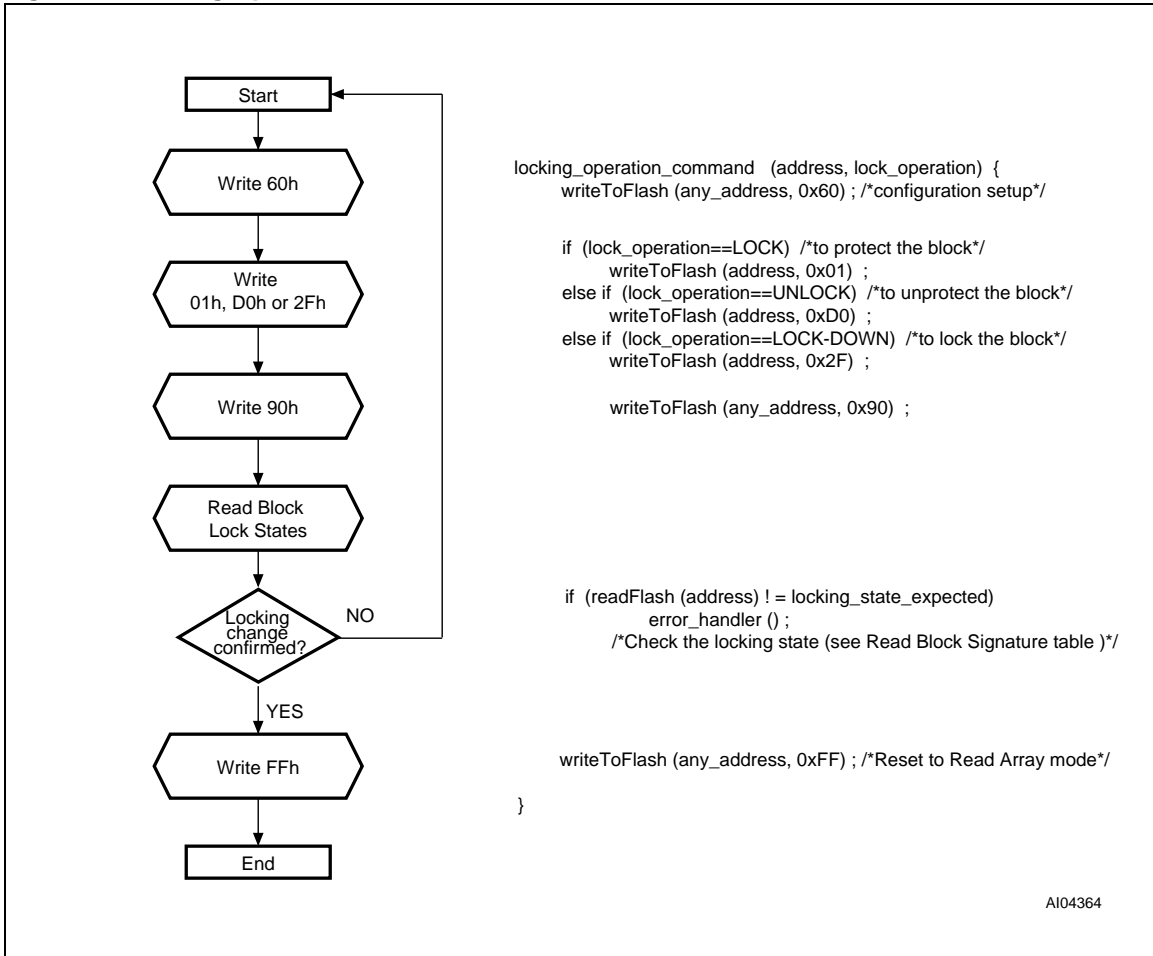 Start
Write 60h
Write
01h, D0h or 2Fh
Write 90h
Read Block
Lock States
Locking
change
confirmed?
NO
YES
Write FFh
End
locking_operation_command (address, lock_operation) {
writeToFlash (any_address, 0x60) ; /*configuration setup*/
if (lock_operation==LOCK) /*to protect the block*/
writeToFlash (address, 0x01) ;
else if (lock_operation==UNLOCK) /*to unprotect the block*/
writeToFlash (address, 0xD0) ;
else if (lock_operation==LOCK-DOWN) /*to lock the block*/
writeToFlash (address, 0x2F) ;
writeToFlash (any_address, 0x90) ;
if (readFlash (address) ! = locking_state_expected)
error_handler () ;
/*Check the locking state (see Read Block Signature table )*/
writeToFlash (any_address, 0xFF) ; /*Reset to Read Array mode*/
}
AI04364